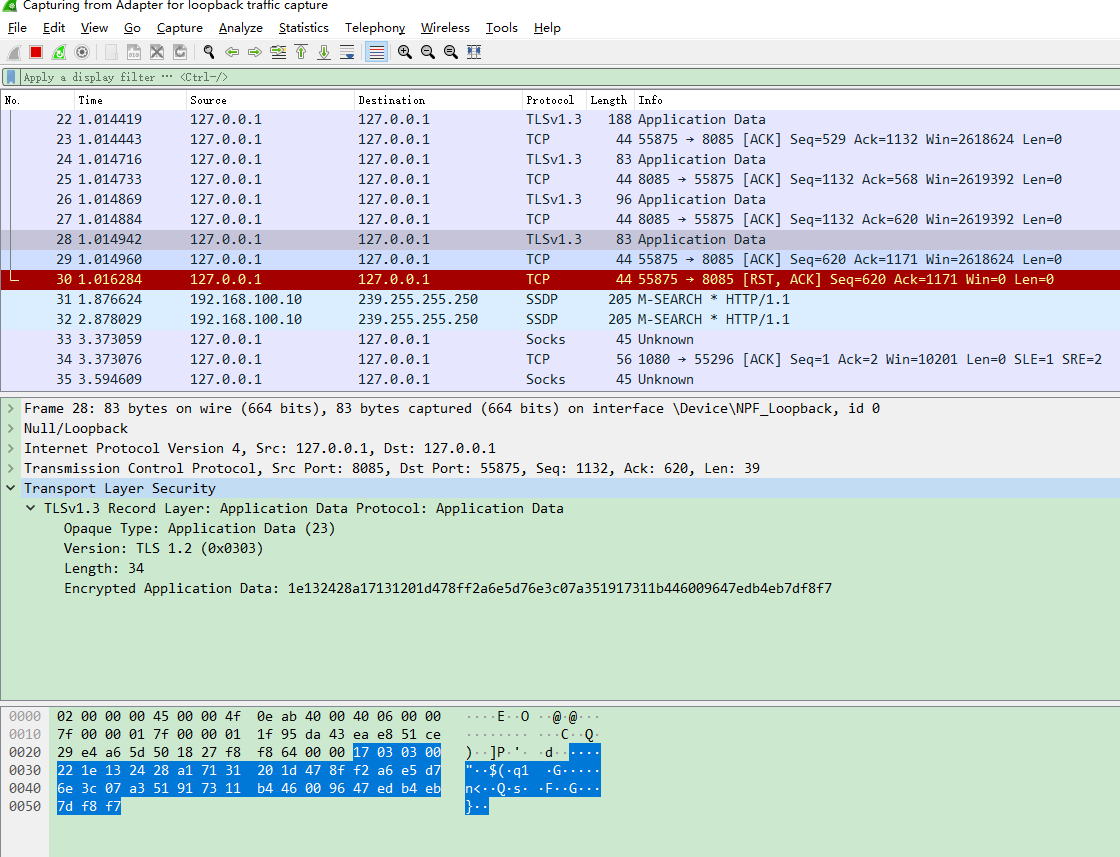 Capturing from Adapter for loopback traffic capture
File Edit View Go Capture Analyze Statistics Telephony Wireless Tools Help
Apply a display filter ⋯ <Ctrl-/>
No. Time Source Destination Protocol Length Info
22 1.014419 127.0.0.1 127.0.0.1 TLSv1.3 188 Application Data
23 1.014443 127.0.0.1 127.0.0.1 TCP 44 55875 → 8085 [ACK] Seq=529 Ack=1132 Win=2618624 Len=0
24 1.014716 127.0.0.1 127.0.0.1 TLSv1.3 83 Application Data
25 1.014733 127.0.0.1 127.0.0.1 TCP 44 8085 → 55875 [ACK] Seq=1132 Ack=568 Win=2619392 Len=0
26 1.014869 127.0.0.1 127.0.0.1 TLSv1.3 96 Application Data
27 1.014884 127.0.0.1 127.0.0.1 TCP 44 8085 → 55875 [ACK] Seq=1132 Ack=620 Win=2619392 Len=0
28 1.014942 127.0.0.1 127.0.0.1 TLSv1.3 83 Application Data
29 1.014960 127.0.0.1 127.0.0.1 TCP 44 55875 → 8085 [ACK] Seq=620 Ack=1171 Win=2618624 Len=0
30 1.016284 127.0.0.1 127.0.0.1 TCP 44 55875 → 8085 [RST, ACK] Seq=620 Ack=1171 Win=0 Len=0
31 1.876624 192.168.100.10 239.255.255.250 SSDP 205 M-SEARCH * HTTP/1.1
32 2.878029 192.168.100.10 239.255.255.250 SSDP 205 M-SEARCH * HTTP/1.1
33 3.373059 127.0.0.1 127.0.0.1 Socks 45 Unknown
34 3.373076 127.0.0.1 127.0.0.1 TCP 56 1080 → 55296 [ACK] Seq=1 Ack=2 Win=10201 Len=0 SLE=1 SRE=2
35 3.594609 127.0.0.1 127.0.0.1 Socks 45 Unknown
Frame 28: 83 bytes on wire (664 bits), 83 bytes captured (664 bits) on interface \Device\NPF_Loopback, id 0
Null/Loopback
Internet Protocol Version 4, Src: 127.0.0.1, Dst: 127.0.0.1
Transmission Control Protocol, Src Port: 8085, Dst Port: 55875, Seq: 1132, Ack: 620, Len: 39
Transport Layer Security
TLSv1.3 Record Layer: Application Data Protocol: Application Data
Opaque Type: Application Data (23)
Version: TLS 1.2 (0x0303)
Length: 34
Encrypted Application Data: 1e132428a17131201d478ff2a6e5d76e3c07a351917311b446009647edb4eb7df8f7
0000 02 00 00 00 45 00 00 4f 0e ab 40 00 40 06 00 00 ····E··O ··@·@···
0010 7f 00 00 01 7f 00 00 01 1f 95 da 43 ea e8 51 ce ········ ···C··Q·
0020 29 e4 a6 5d 50 18 27 f8 f8 64 00 00 17 03 03 00 )··]P·'· ·d······
0030 22 1e 13 24 28 a1 71 31 20 1d 47 8f f2 a6 e5 d7 "··$(·q1 ·G·····
0040 6e 3c 07 a3 51 91 73 11 b4 46 00 96 47 ed b4 eb n<··Q·s· ·F··G···
0050 7d f8 f7 }··